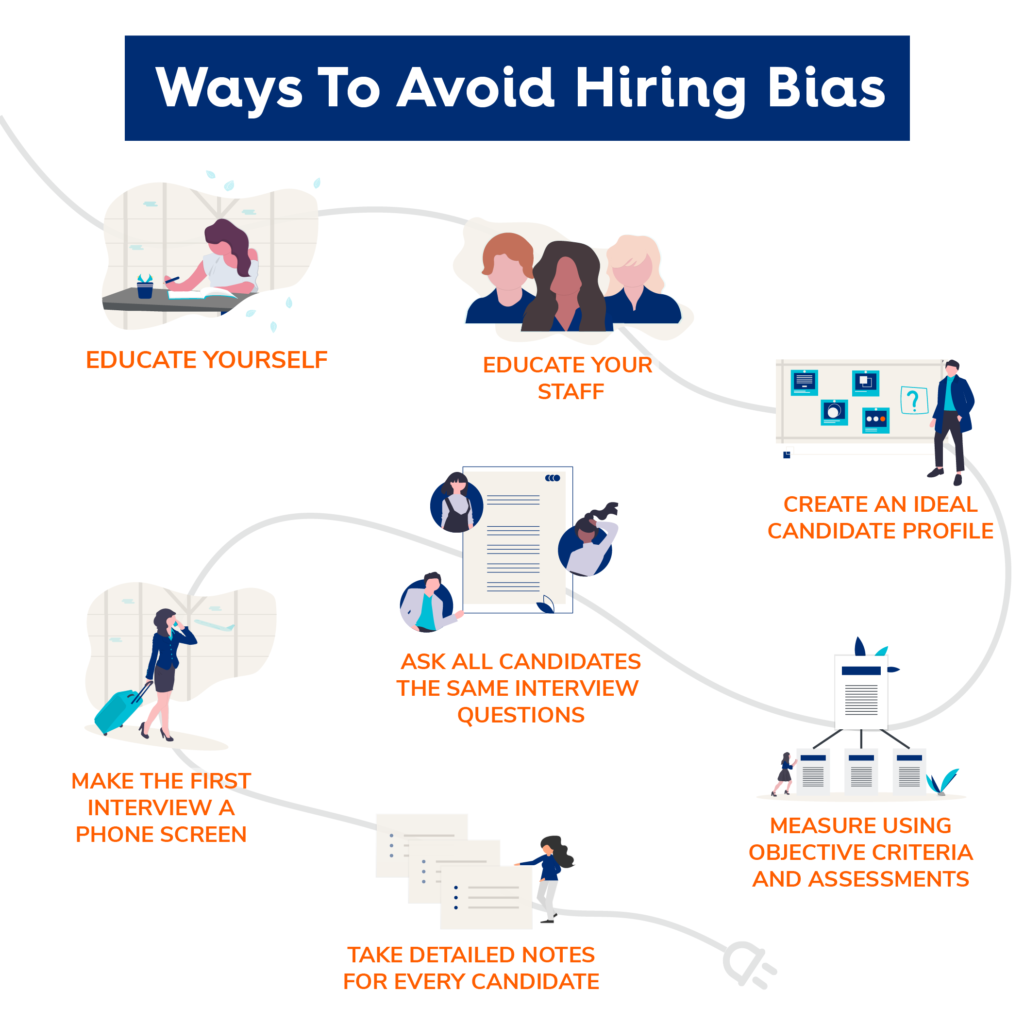 Ways To Avoid Hiring Bias
EDUCATE YOURSELF
EDUCATE YOUR
STAFF
?
CREATE AN IDEAL
CANDIDATE PROFILE
MEASURE USING
OBJECTIVE CRITERIA
AND ASSESSMENTS
ASK ALL CANDIDATES
THE SAME INTERVIEW
QUESTIONS
MAKE THE FIRST
INTERVIEW A
PHONE SCREEN
TAKE DETAILED NOTES
FOR EVERY CANDIDATE